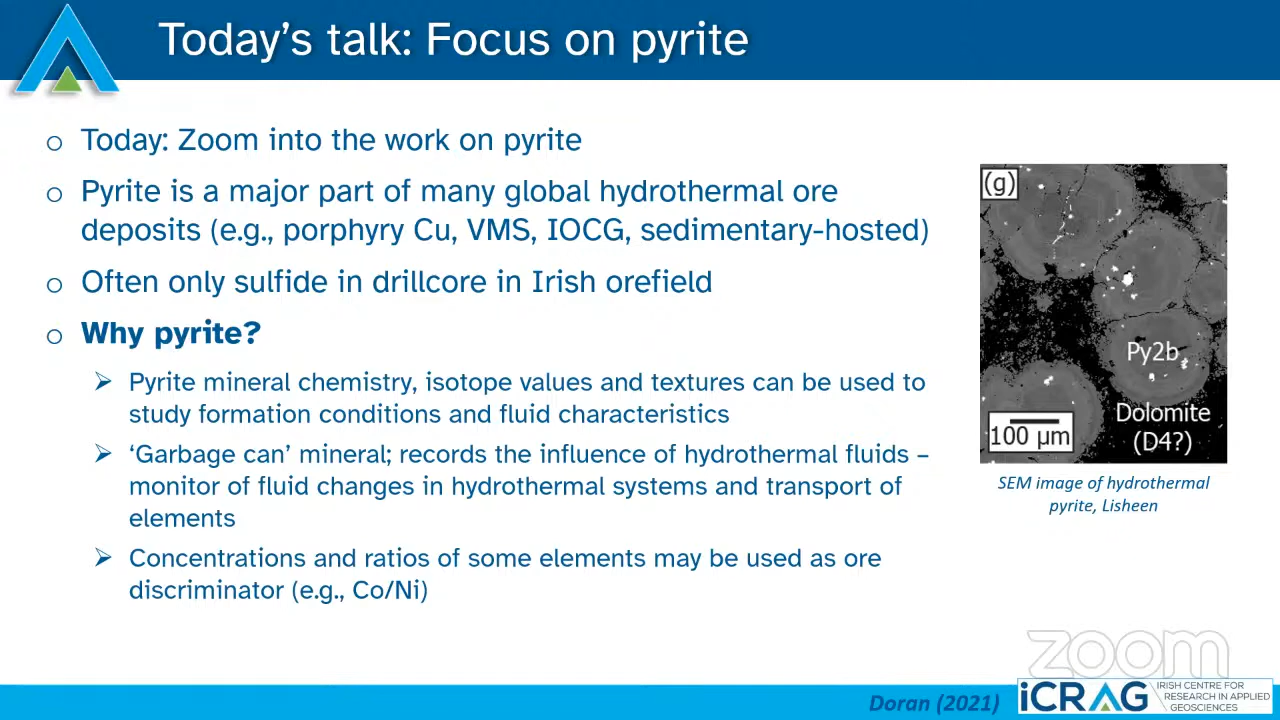 Today's talk: Focus on pyrite
o Today: Zoom into the work on pyrite
o Pyrite is a major part of many global hydrothermal ore
deposits (e.g., porphyry Cu, VMS, IOCG, sedimentary-hosted)
o Often only sulfide in drillcore in Irish orefield
o Why pyrite?
➢ Pyrite mineral chemistry, isotope values and textures can be used to
study formation conditions and fluid characteristics
➢ ‘Garbage can’ mineral; records the influence of hydrothermal fluids –
monitor of fluid changes in hydrothermal systems and transport of
elements
➢ Concentrations and ratios of some elements may be used as ore
discriminator (e.g., Co/Ni)
(g)
Py2b
Dolomite
(D4?)
100 µm
SEM image of hydrothermal
pyrite, Lisheen
zoom
Doran (2021)
iCRAG
IRISH CENTRE FOR
RESEARCH IN APPLIED
GEOSCIENCES